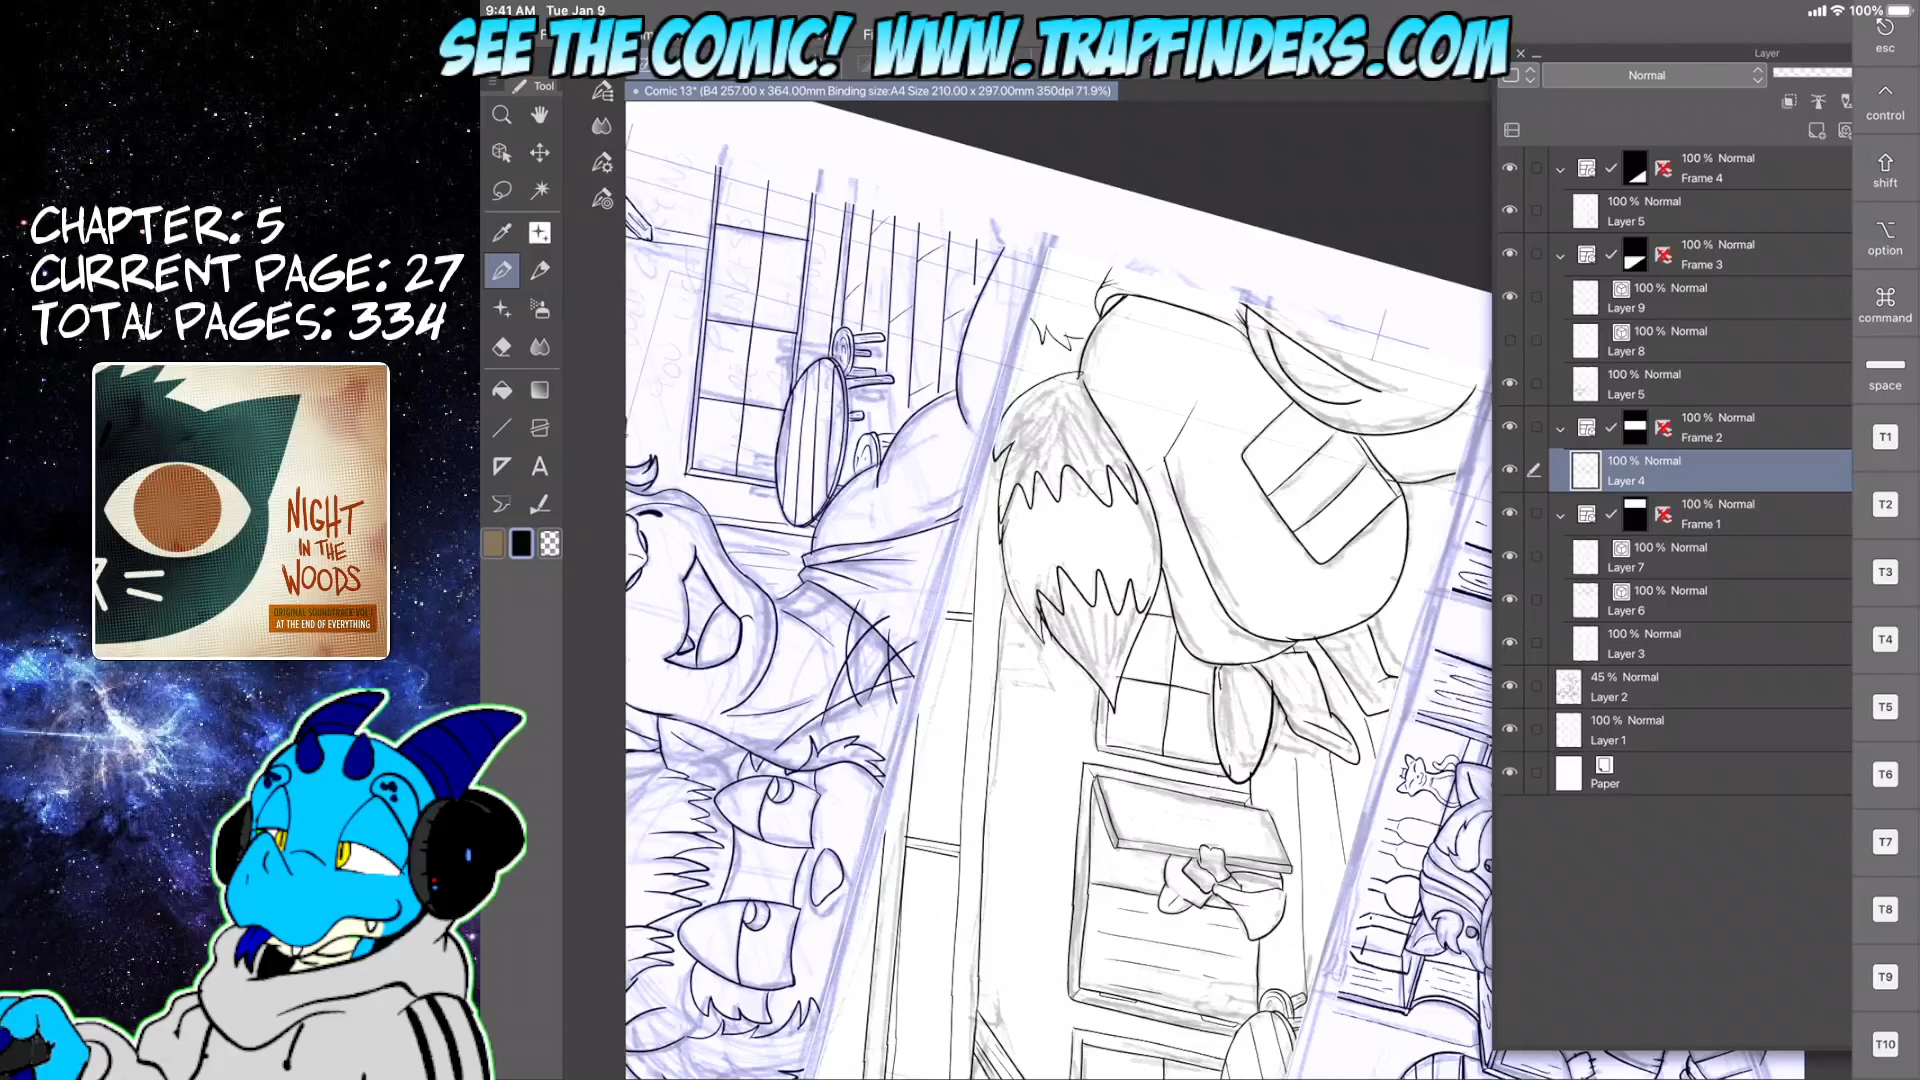 9:41 AM Tue Jan 9
100%
SEE THE COMIC! WWW.TRAPFINDERS.COM
Tool
Comic 13* (B4 257.00 x 364.00mm Binding size:A4 Size 210.00 x 297.00mm 350dpi 71.9%)
Layer
Normal
CHAPTER: 5
CURRENT PAGE: 27
TOTAL PAGES: 334
NIGHT
IN THE
WOODS
ORIGINAL SOUNDTRACK VOL 1
AT THE END OF EVERYTHING
100 % Normal
Frame 4
100 % Normal
Layer 5
100 % Normal
Frame 3
100 % Normal
Layer 9
100 % Normal
Layer 8
100 % Normal
Layer 5
100 % Normal
Frame 2
100 % Normal
Layer 4
100 % Normal
Frame 1
100 % Normal
Layer 7
100 % Normal
Layer 6
100 % Normal
Layer 3
45 % Normal
Layer 2
100 % Normal
Layer 1
Paper
esc
control
shift
option
command
space
T1
T2
T3
T4
T5
T6
T7
T8
T9
T10